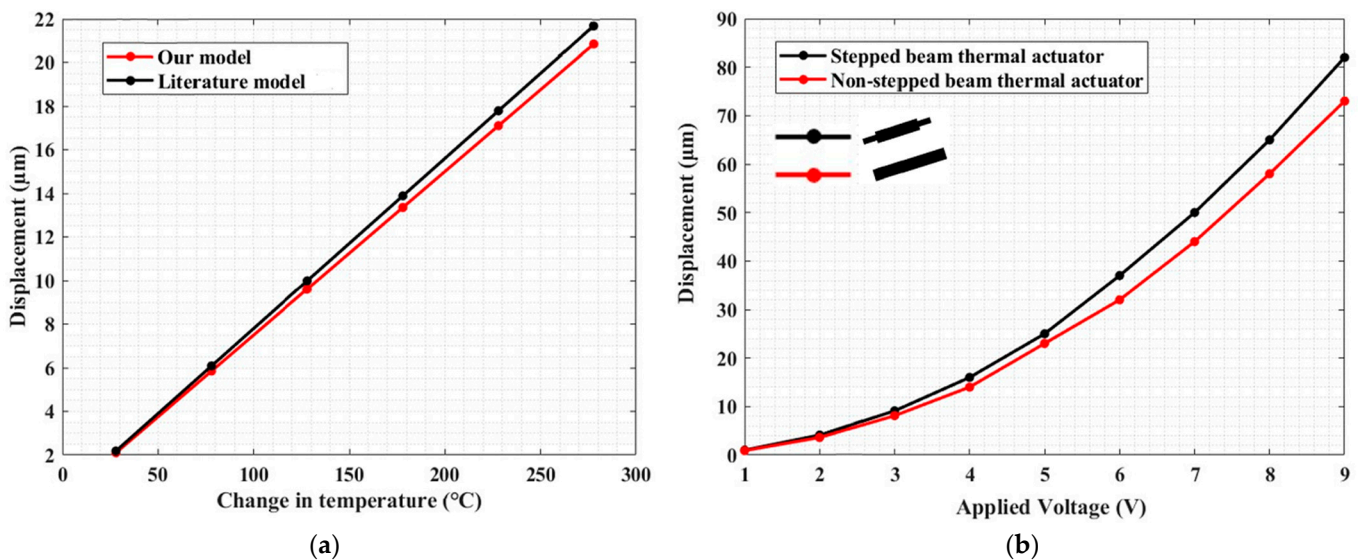 22
20
18
16
14
12
10
8
6
4
2
Displacement (µm)
Our model
Literature model
0 50 100 150 200 250 300
Change in temperature (°C)
(a)
90
80
70
60
50
40
30
20
10
0
Displacement (µm)
Stepped beam thermal actuator
Non-stepped beam thermal actuator
1 2 3 4 5 6 7 8 9
Applied Voltage (V)
(b)